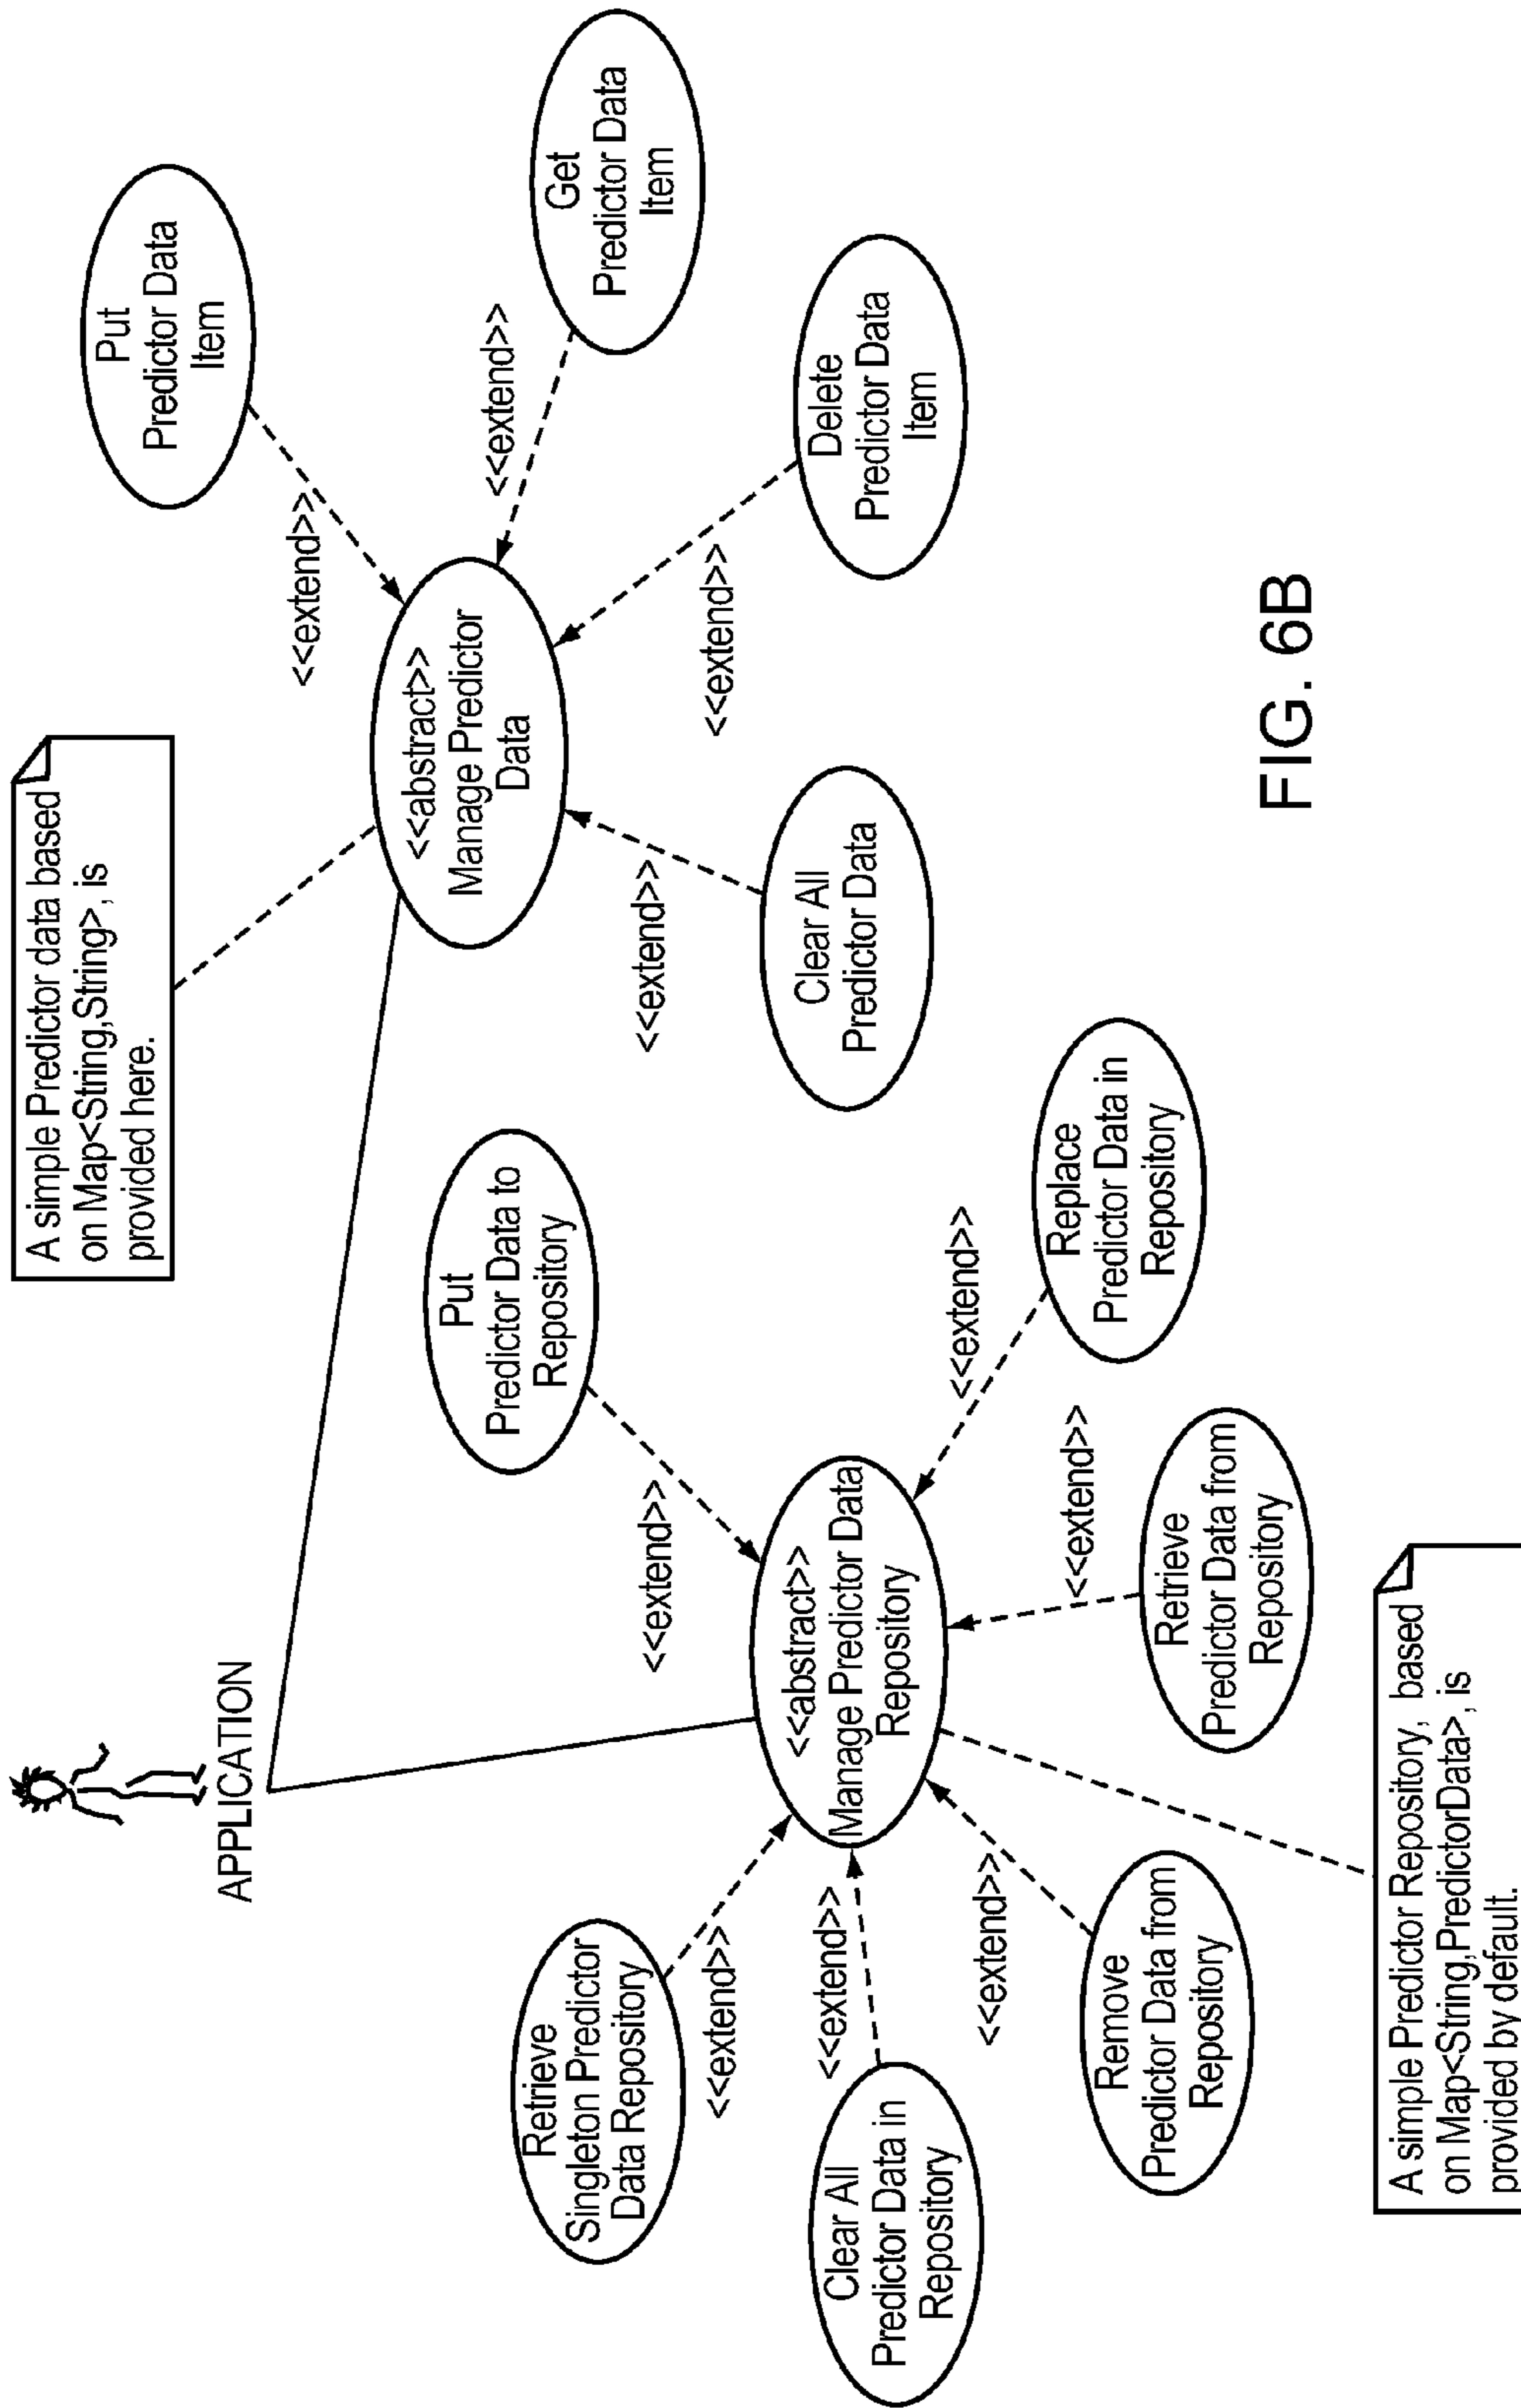 APPLICATION
A simple Predictor data based
on Map<String,String>, is
provided here.
Put
Predictor Data
Item
<<extend>>
<<abstract>>
Manage Predictor
Data
<<extend>>
Get
Predictor Data
Item
<<extend>>
Delete
Predictor Data
Item
<<extend>>
Clear All
Predictor Data
Put
Predictor Data to
Repository
<<extend>>
<<abstract>>
Manage Predictor Data
Repository
Retrieve
Singleton Predictor
Data Repository
<<extend>>
Clear All
Predictor Data in
Repository
<<extend>>
Remove
Predictor Data from
Repository
<<extend>>
Retrieve
Predictor Data from
Repository
<<extend>>
Replace
Predictor Data in
Repository
<<extend>>
A simple Predictor Repository, based
on Map<String,PredictorData>, is
provided by default.
FIG. 6B